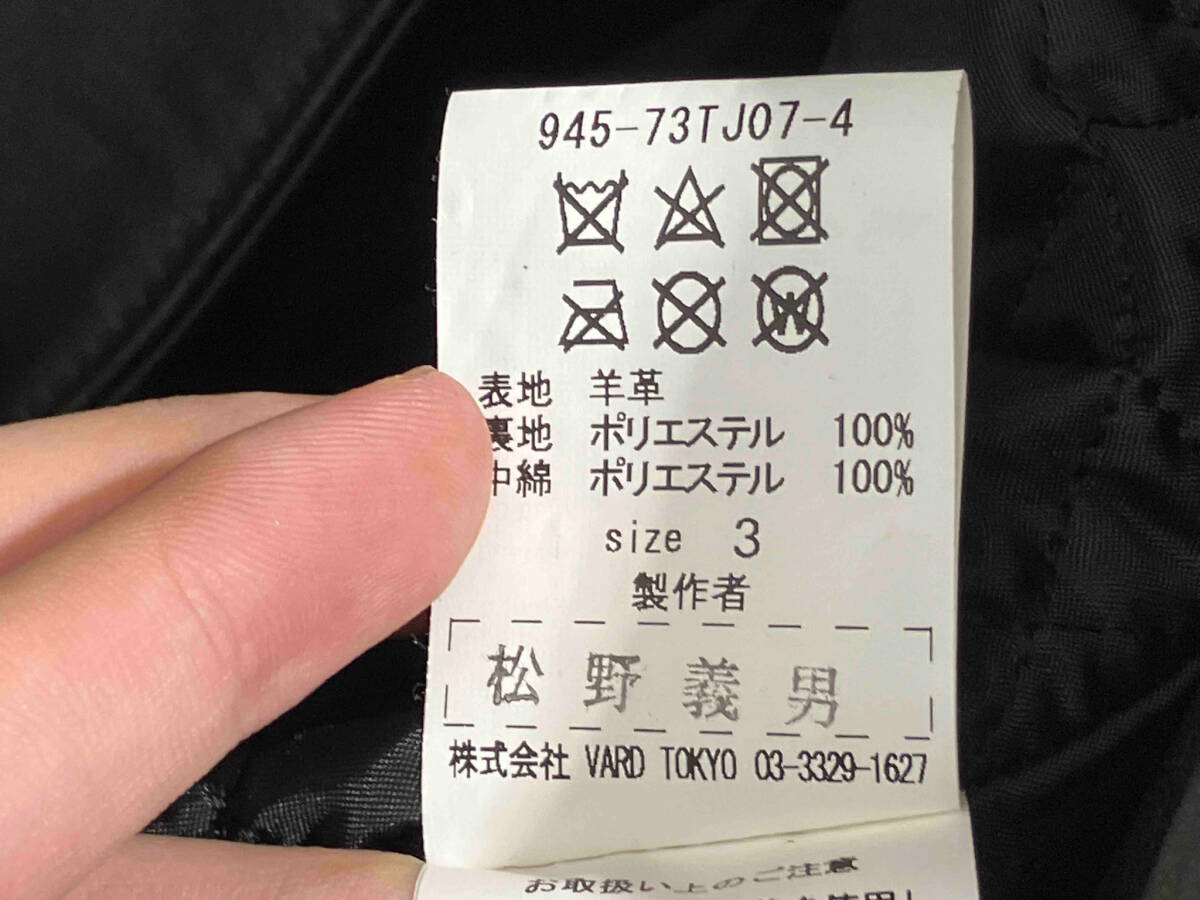 945-73TJ07-4
表地 羊革
裏地 ポリエステル 100%
中綿 ポリエステル 100%
size 3
製作者
松野義男
株式会社 VARD TOKYO 03-3329-1627
お取扱い上のご注意